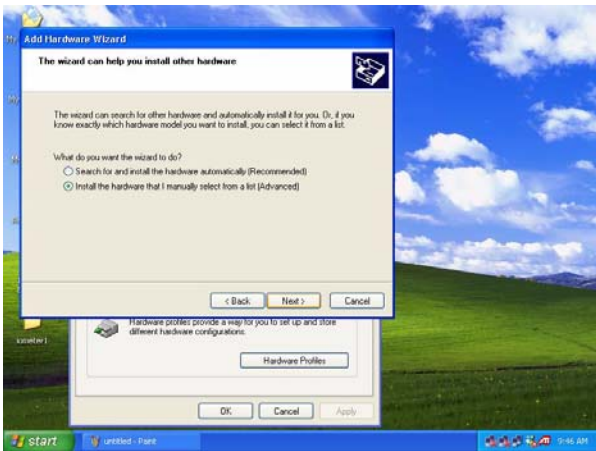 Add Hardware Wizard
The wizard can help you install other hardware
The wizard can search for other hardware and automatically install it for you. Or, if you
know exactly which hardware model you want to install, you can select it from a list.
What do you want the wizard to do?
Search for and install the hardware automatically (Recommended)
Install the hardware that I manually select from a list (Advanced)
< Back
Next >
Cancel
Hardware profiles provide a way for you to set up and store
different hardware configurations.
Hardware Profiles
OK
Cancel
Apply
start
untitled - Paint
9:46 AM